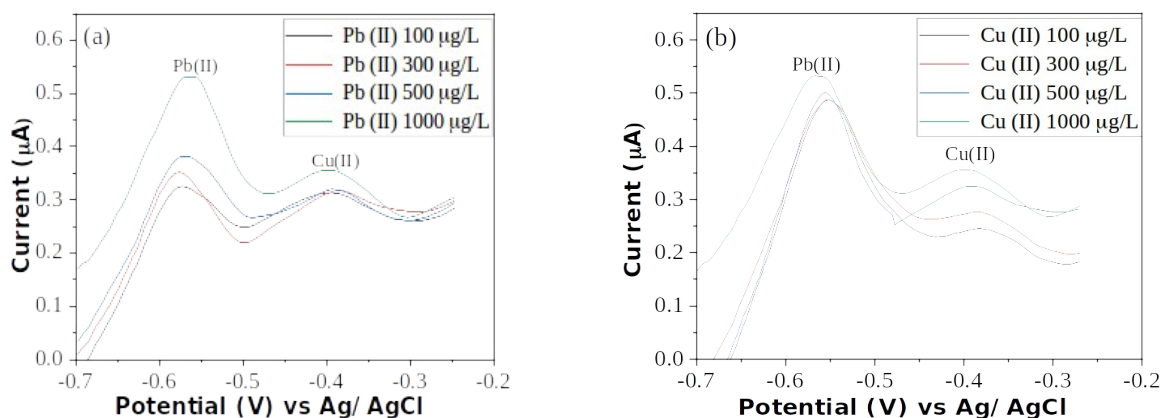 (a)
Pb (II) 100 μg/L
Pb (II) 300 μg/L
Pb (II) 500 μg/L
Pb (II) 1000 μg/L
Pb(II)
Cu(II)
0.6
0.5
0.4
0.3
0.2
0.1
0.0
Current (μA)
-0.7
-0.6
-0.5
-0.4
-0.3
-0.2
Potential (V) vs Ag/ AgCl
(b)
Cu (II) 100 μg/L
Cu (II) 300 μg/L
Cu (II) 500 μg/L
Cu (II) 1000 μg/L
Pb(II)
Cu(II)
0.6
0.5
0.4
0.3
0.2
0.1
0.0
Current (μA)
-0.7
-0.6
-0.5
-0.4
-0.3
-0.2
Potential (V) vs Ag/ AgCl